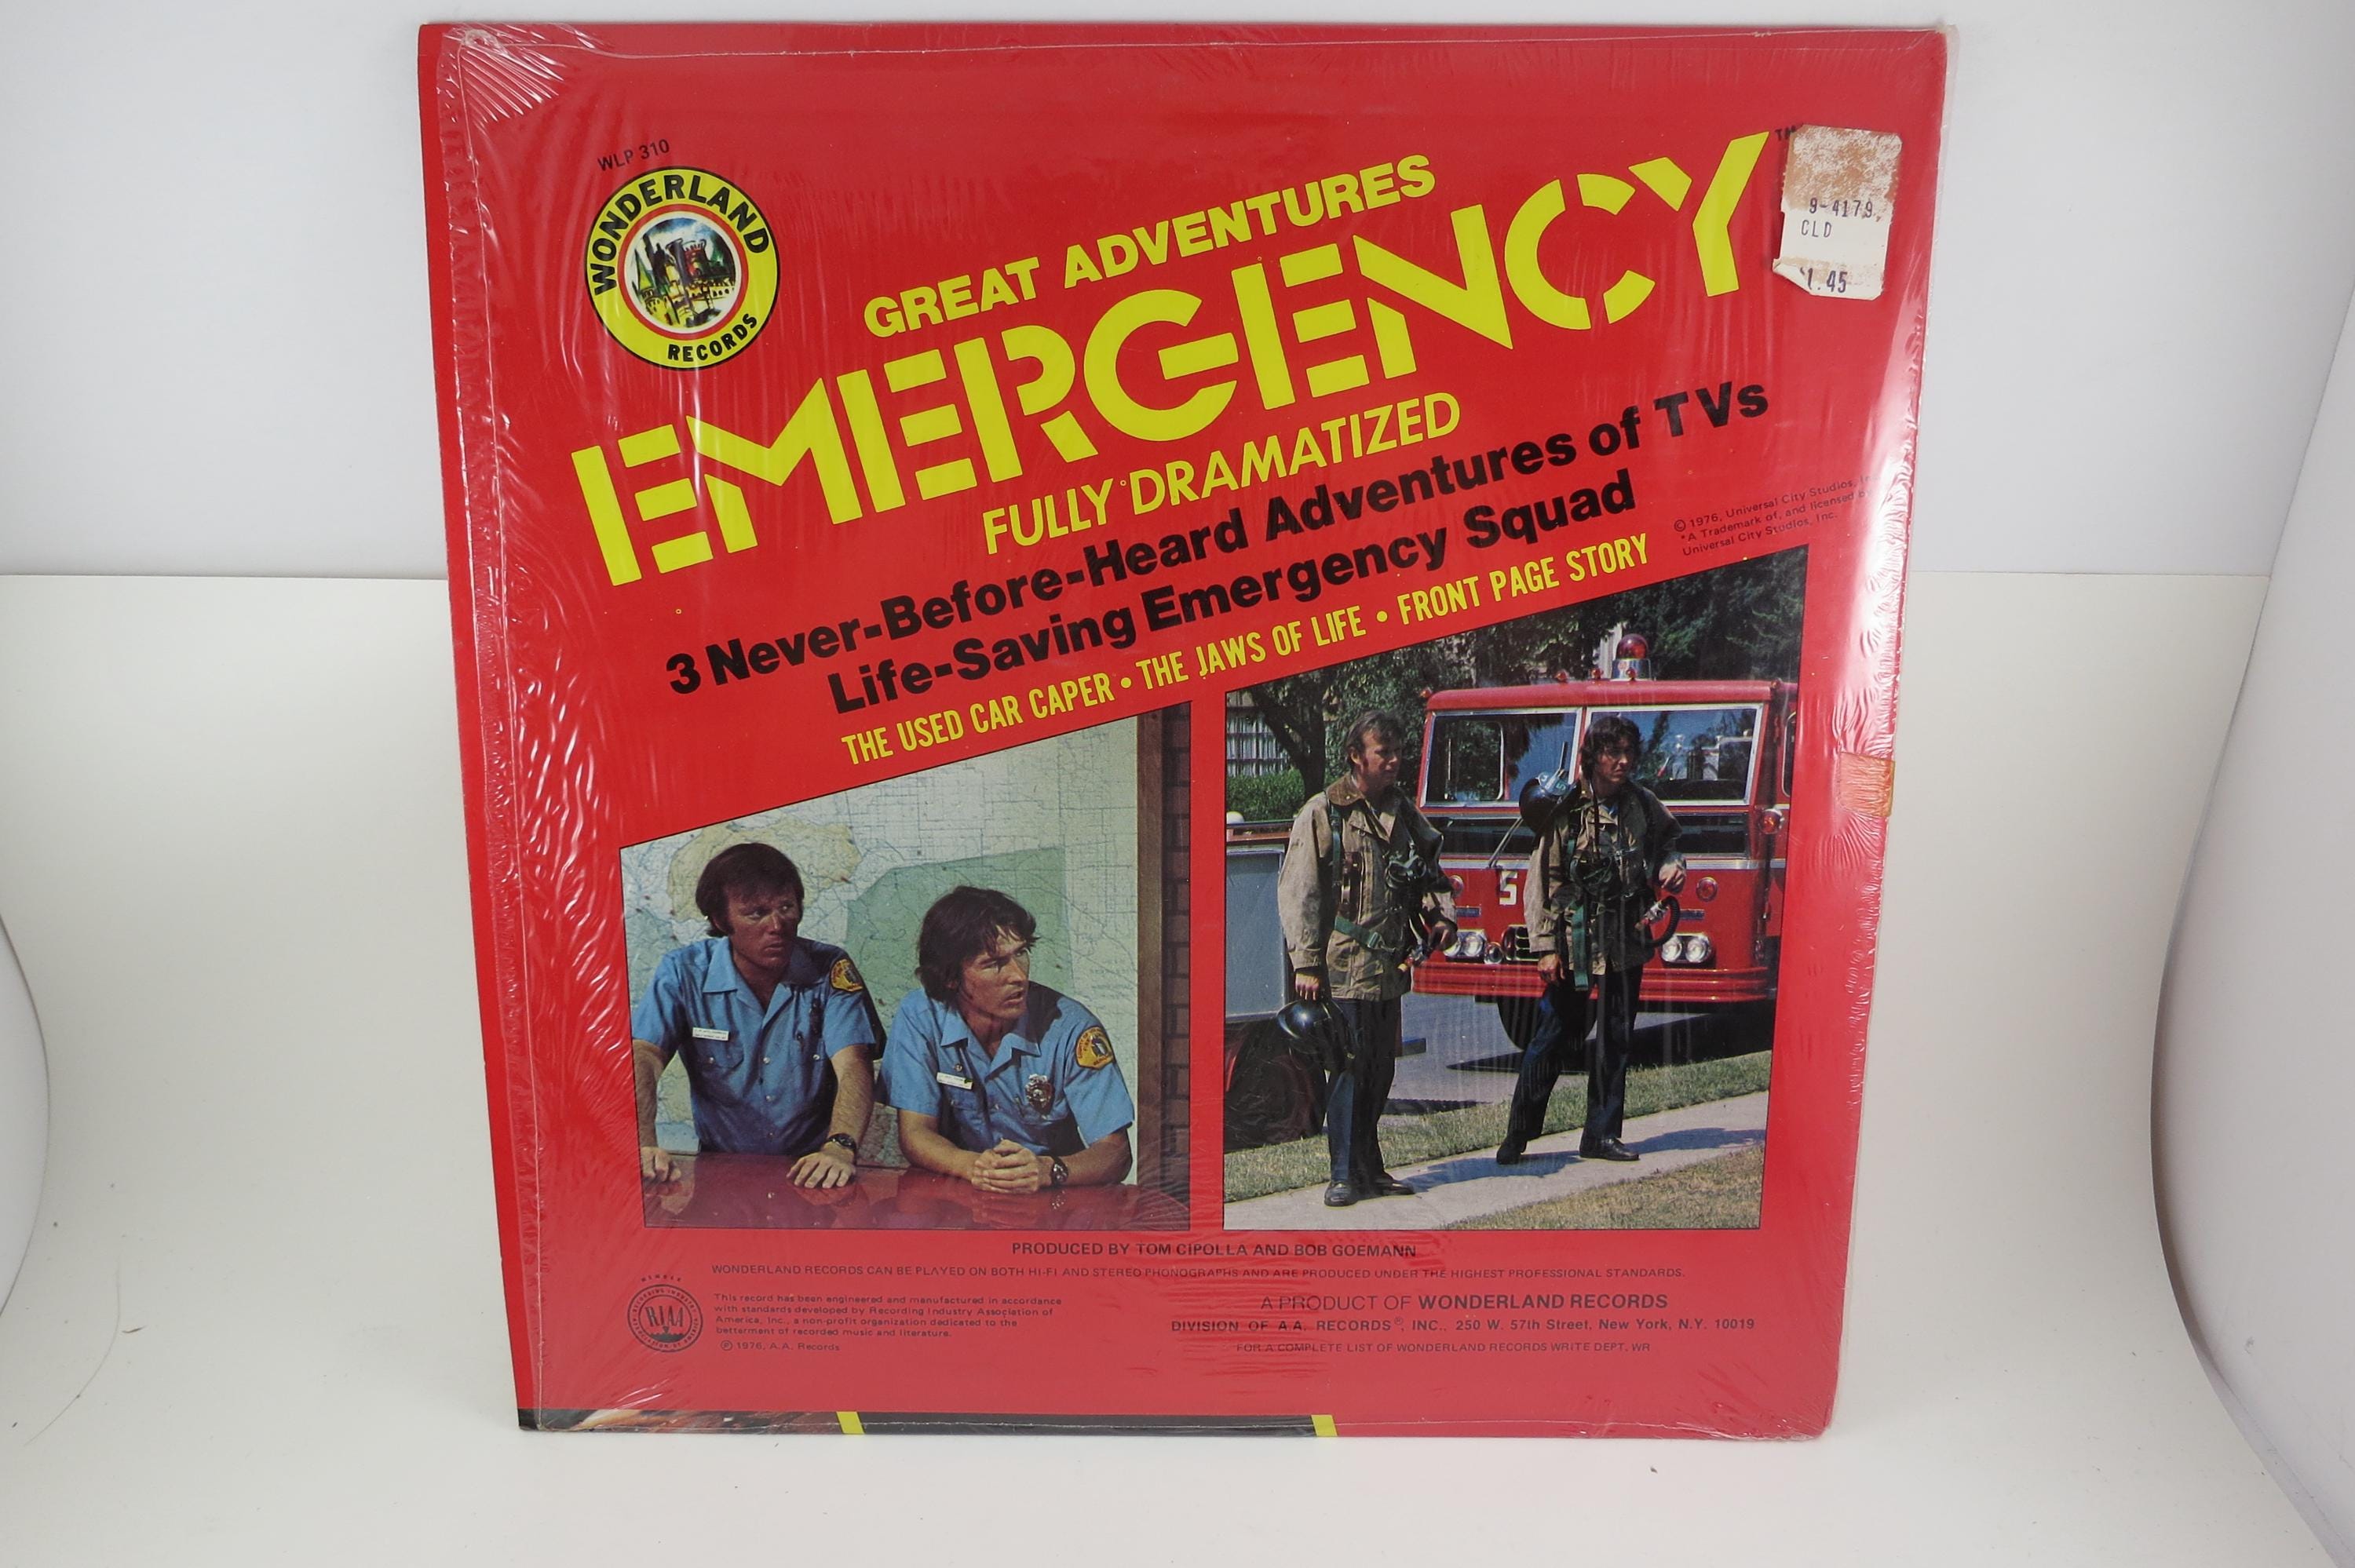 WLP 310
WONDERLAND
RECORDS
GREAT ADVENTURES
EMERGENCY™
FULLY DRAMATIZED
3 Never-Before-Heard Adventures of TVs
Life-Saving Emergency Squad
THE USED CAR CAPER • THE JAWS OF LIFE • FRONT PAGE STORY
© 1976, Universal City Studios,
*A Trademark of, and licensed by
Universal City Studios, Inc.
9-4179
CLD
1.45
5
PRODUCED BY TOM CIPOLLA AND BOB GOEMANN
WONDERLAND RECORDS CAN BE PLAYED ON BOTH HI-FI AND STEREO PHONOGRAPHS AND ARE PRODUCED UNDER THE HIGHEST PROFESSIONAL STANDARDS.
MEMBER
RIAA
This record has been engineered and manufactured in accordance
with standards developed by Recording Industry Association of
America, Inc., a non-profit organization dedicated to the
betterment of recorded music and literature.
℗ 1976, A.A. Records
A PRODUCT OF WONDERLAND RECORDS
DIVISION OF A.A. RECORDS®, INC., 250 W. 57th Street, New York, N.Y. 10019
FOR A COMPLETE LIST OF WONDERLAND RECORDS WRITE DEPT. WR